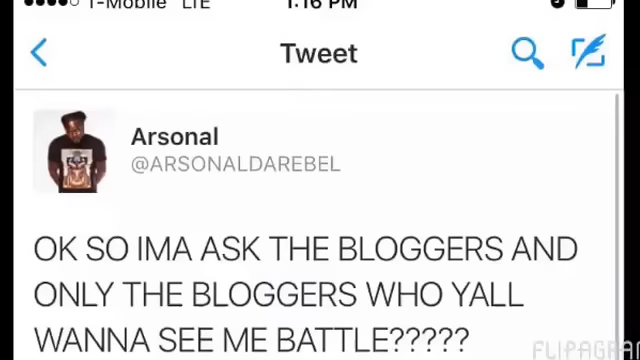 T-Mobile LTE 1:16 PM
Tweet
Arsonal
@ARSONALDAREBEL
OK SO IMA ASK THE BLOGGERS AND
ONLY THE BLOGGERS WHO YALL
WANNA SEE ME BATTLE?????
FLIPAGRAM